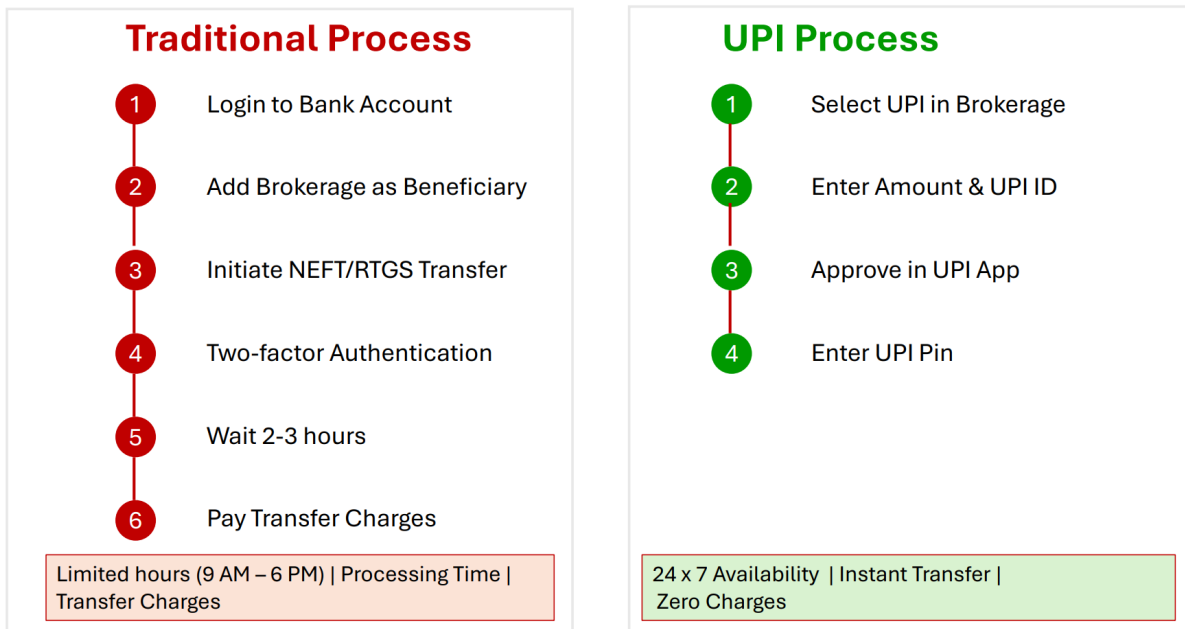 Traditional Process
1 Login to Bank Account
2 Add Brokerage as Beneficiary
3 Initiate NEFT/RTGS Transfer
4 Two-factor Authentication
5 Wait 2-3 hours
6 Pay Transfer Charges
Limited hours (9 AM – 6 PM) | Processing Time |
Transfer Charges
UPI Process
1 Select UPI in Brokerage
2 Enter Amount & UPI ID
3 Approve in UPI App
4 Enter UPI Pin
24 x 7 Availability | Instant Transfer |
Zero Charges